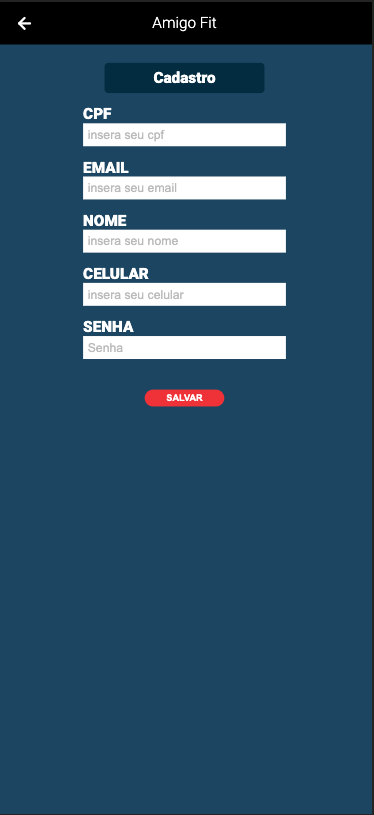 Amigo Fit
Cadastro
CPF
insera seu cpf
EMAIL
insera seu email
NOME
insera seu nome
CELULAR
insera seu celular
SENHA
Senha
SALVAR